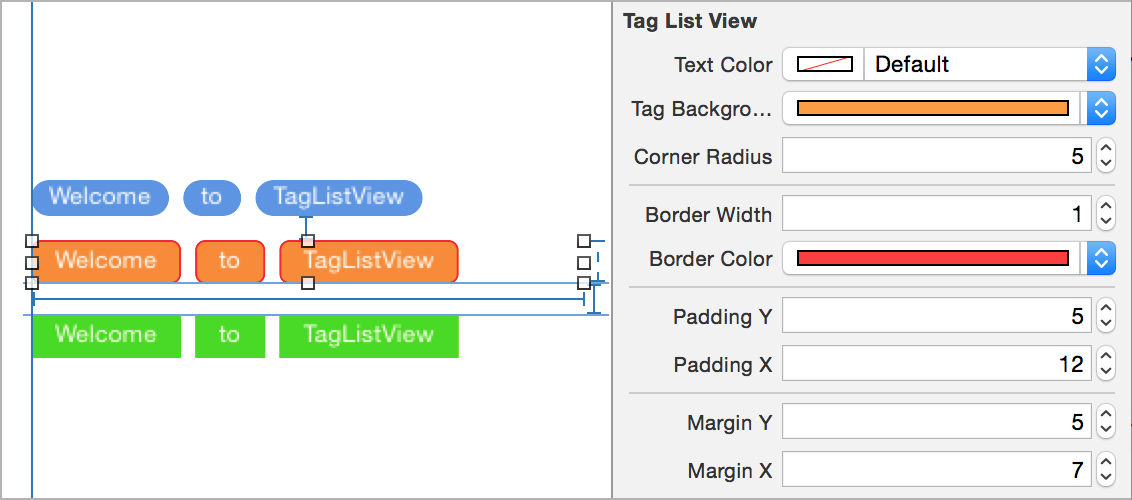 Welcome to TagListView
Welcome to TagListView
Welcome to TagListView
Tag List View
Text Color Default
Tag Backgro...
Corner Radius 5
Border Width 1
Border Color
Padding Y 5
Padding X 12
Margin Y 5
Margin X 7